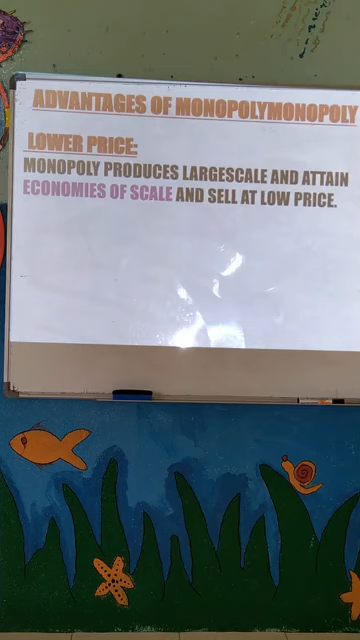 ADVANTAGES OF MONOPOLYMONOPOLY
LOWER PRICE:
MONOPOLY PRODUCES LARGESCALE AND ATTAIN
ECONOMIES OF SCALE AND SELL AT LOW PRICE.